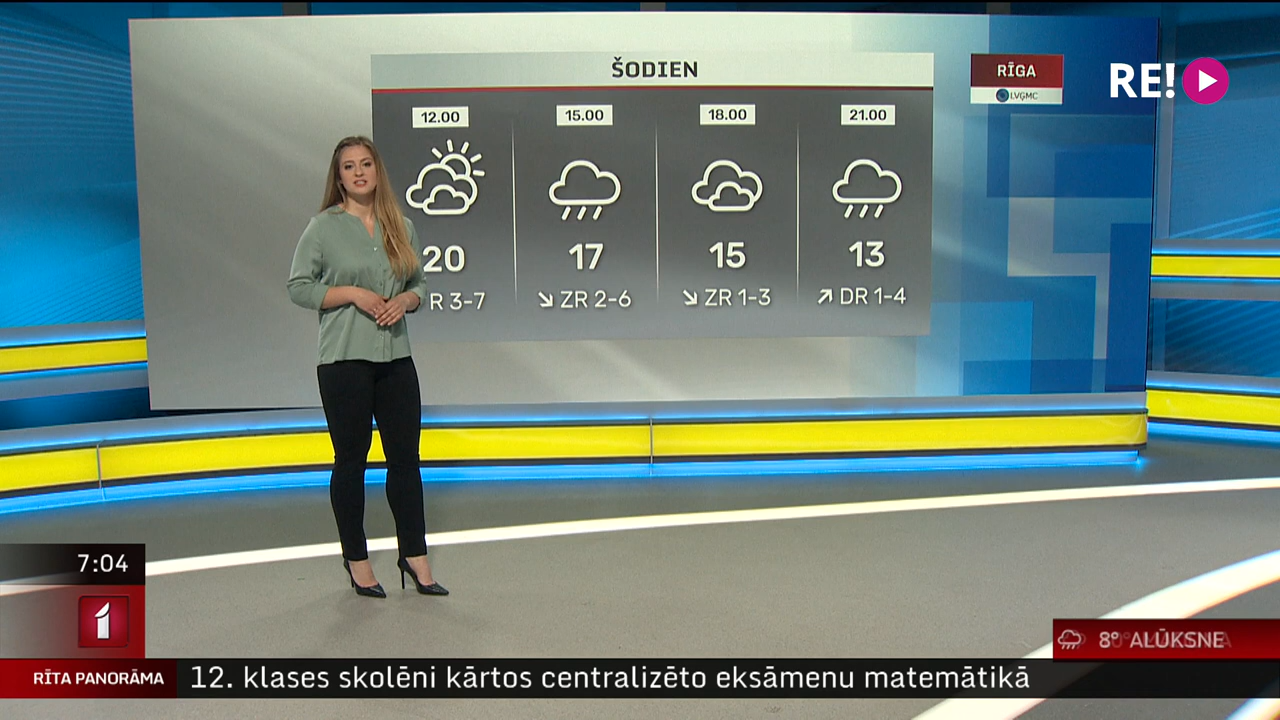 ŠODIEN
RĪGA
LVĢMC
RE!
12.00
15.00
18.00
21.00
20
17
15
13
R 3-7
ZR 2-6
ZR 1-3
DR 1-4
7:04
1
8° ALŪKSNE
RĪTA PANORĀMA
12. klases skolēni kārtos centralizēto eksāmenu matemātikā